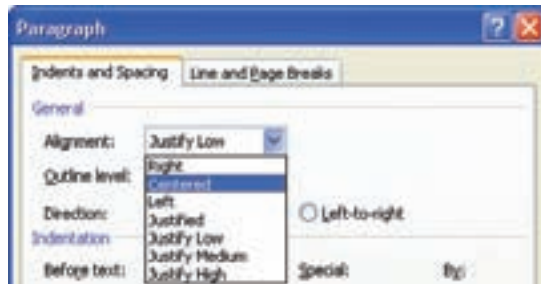 Paragraph
Indents and Spacing Line and Page Breaks
General
Alignment: Justify Low
Right
Outline level: Centered
Left
Direction: Justified Left-to-right
Indentation Justify Low
Justify Medium
Before text: Justify High Special: By: